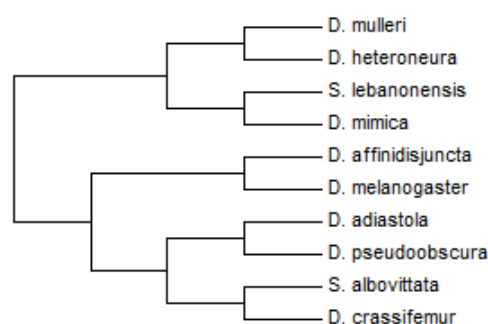 D. mulleri
D. heteroneura
S. lebanonensis
D. mimica
D. affinidisjuncta
D. melanogaster
D. adiastola
D. pseudoobscura
S. albovittata
D. crassifemur